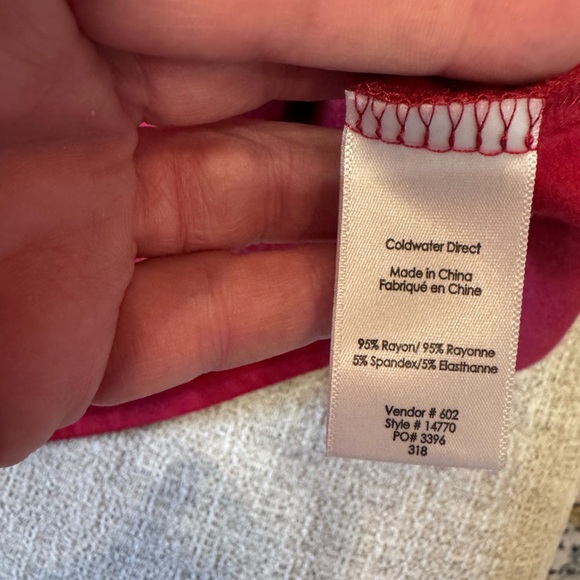 Coldwater Direct
Made in China
Fabriqué en Chine
95% Rayon/ 95% Rayonne
5% Spandex/5% Elasthanne
Vendor # 602
Style # 14770
PO# 3396
318